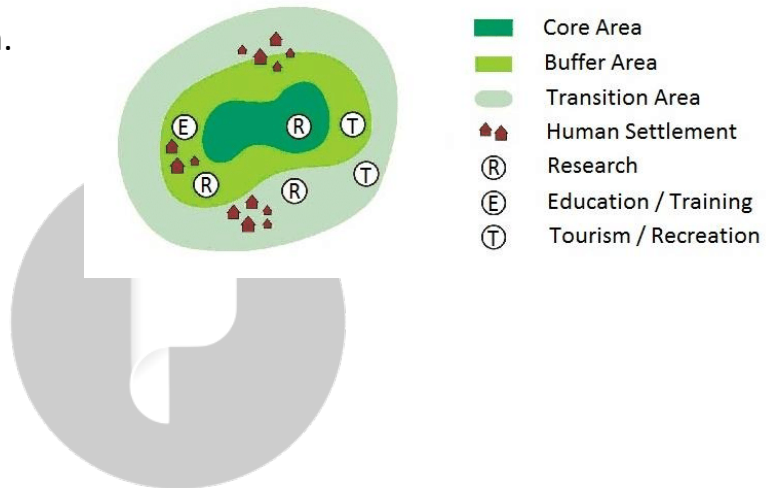 .
Core Area
Buffer Area
Transition Area
Human Settlement
E
R
T
R
R
T
R Research
E Education / Training
T Tourism / Recreation